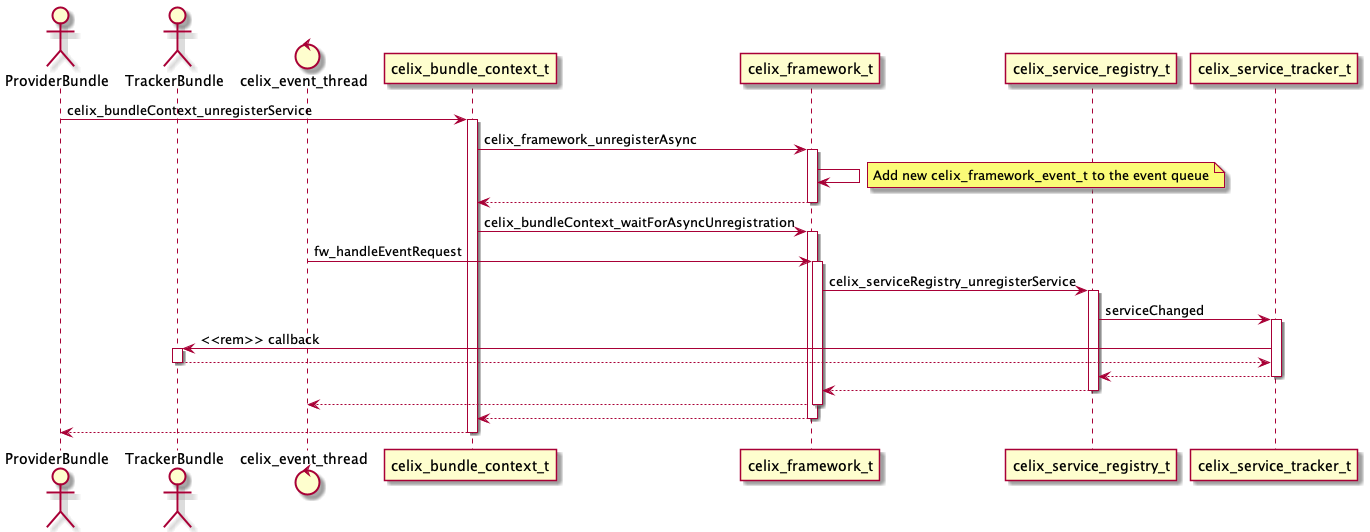 ProviderBundle
TrackerBundle
celix_event_thread
celix_bundle_context_t
celix_framework_t
celix_service_registry_t
celix_service_tracker_t
celix_bundleContext_unregisterService
celix_framework_unregisterAsync
Add new celix_framework_event_t to the event queue
celix_bundleContext_waitForAsyncUnregistration
fw_handleEventRequest
celix_serviceRegistry_unregisterService
serviceChanged
<<rem>> callback
ProviderBundle
TrackerBundle
celix_event_thread
celix_bundle_context_t
celix_framework_t
celix_service_registry_t
celix_service_tracker_t